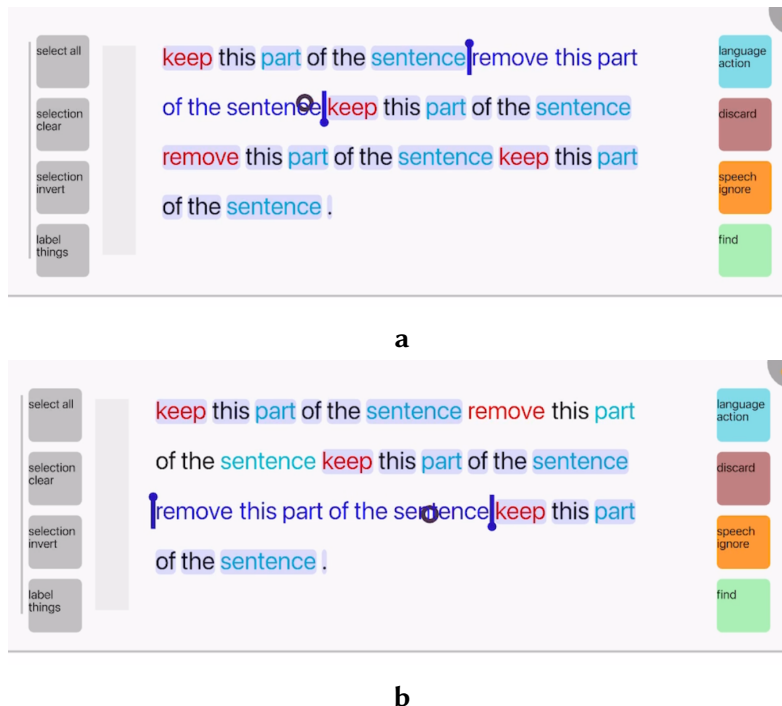 select all
selection
clear
selection
invert
label
things
keep this part of the sentence remove this part
of the sentence keep this part of the sentence
remove this part of the sentence keep this part
of the sentence .
language
action
discard
speech
ignore
find
a
select all
selection
clear
selection
invert
label
things
keep this part of the sentence remove this part
of the sentence keep this part of the sentence
remove this part of the sentence keep this part
of the sentence .
language
action
discard
speech
ignore
find
b